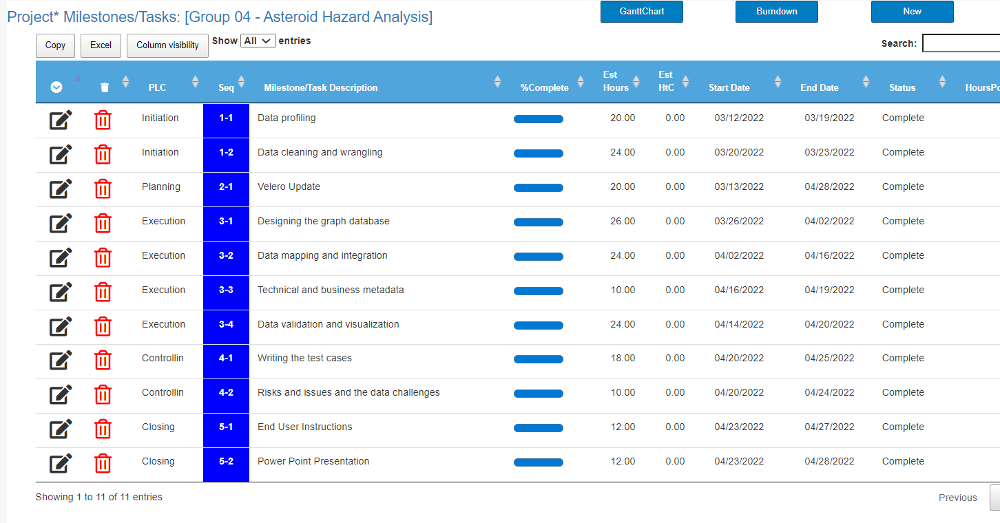 Project* Milestones/Tasks: [Group 04 - Asteroid Hazard Analysis] GanttChart Burndown New
Copy Excel Column visibility Show All entries Search:
PLC Seq Milestone/Task Description %Complete Est Hours Est HtC Start Date End Date Status HoursPo
Initiation 1-1 Data profiling 20.00 0.00 03/12/2022 03/19/2022 Complete
Initiation 1-2 Data cleaning and wrangling 24.00 0.00 03/20/2022 03/23/2022 Complete
Planning 2-1 Velero Update 20.00 0.00 03/13/2022 04/28/2022 Complete
Execution 3-1 Designing the graph database 26.00 0.00 03/26/2022 04/02/2022 Complete
Execution 3-2 Data mapping and integration 24.00 0.00 04/02/2022 04/16/2022 Complete
Execution 3-3 Technical and business metadata 10.00 0.00 04/16/2022 04/19/2022 Complete
Execution 3-4 Data validation and visualization 24.00 0.00 04/14/2022 04/20/2022 Complete
Controllin 4-1 Writing the test cases 18.00 0.00 04/20/2022 04/25/2022 Complete
Controllin 4-2 Risks and issues and the data challenges 10.00 0.00 04/20/2022 04/24/2022 Complete
Closing 5-1 End User Instructions 12.00 0.00 04/23/2022 04/27/2022 Complete
Closing 5-2 Power Point Presentation 12.00 0.00 04/23/2022 04/28/2022 Complete
Showing 1 to 11 of 11 entries Previous